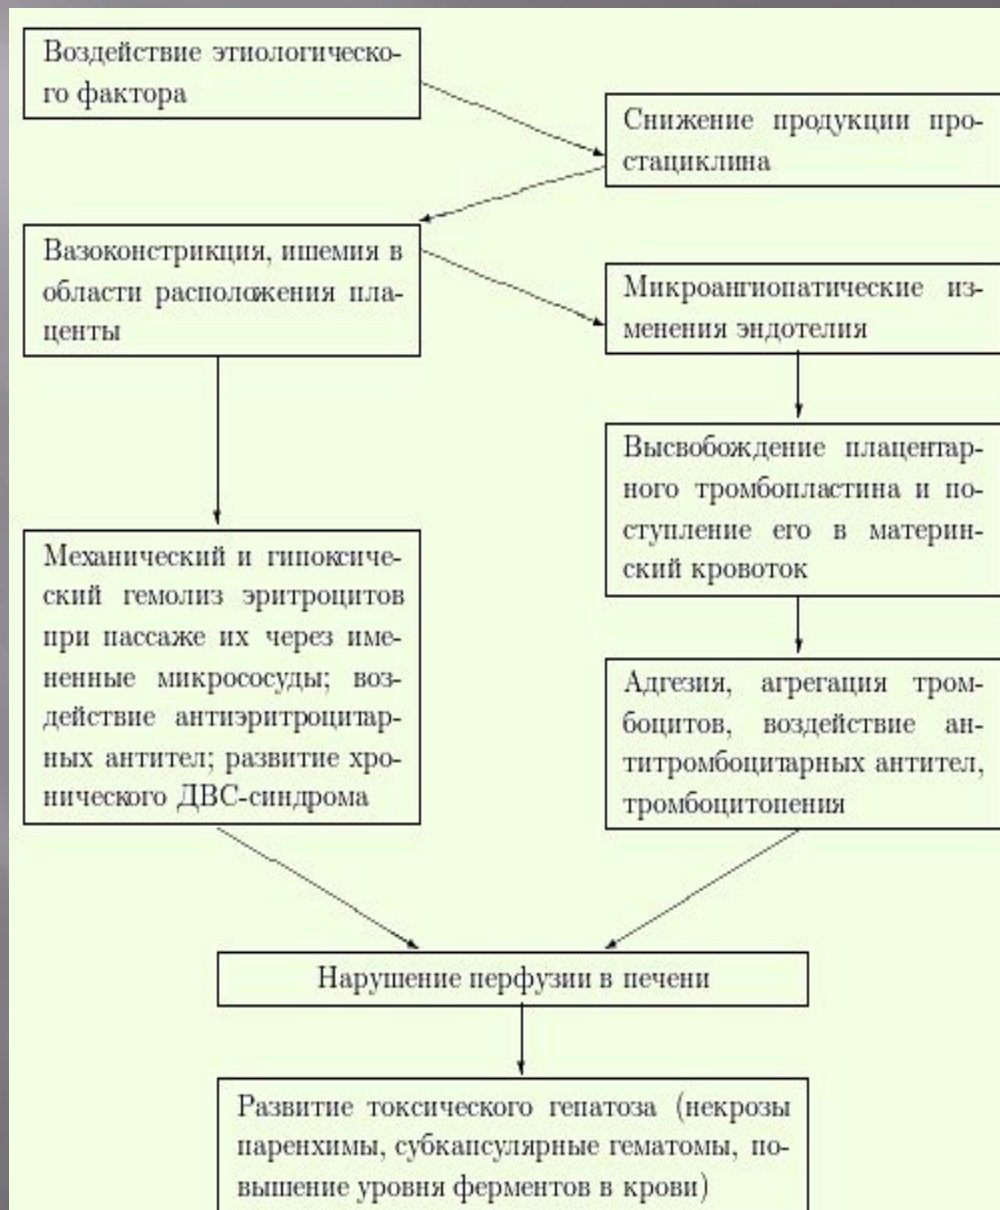 Воздействие этиологическо-
го фактора
Снижение продукции про-
стациклина
Вазоконстрикция, ишемия в
области расположения пла-
центы
Микроангиопатические из-
менения эндотелия
Высвобождение плацентар-
ного тромбопластина и по-
ступление его в материн-
ский кровоток
Механический и гипоксиче-
ский гемолиз эритроцитов
при пассаже их через име-
ненные микрососуды; воз-
действие антиэритроцитар-
ных антител; развитие хро-
нического ДВС-синдрома
Адгезия, агрегация тром-
боцитов, воздействие ан-
титромбоцитарных антител,
тромбоцитопения
Нарушение перфузии в печени
Развитие токсического гепатоза (некрозы
паренхимы, субкапсулярные гематомы, по-
вышение уровня ферментов в крови)